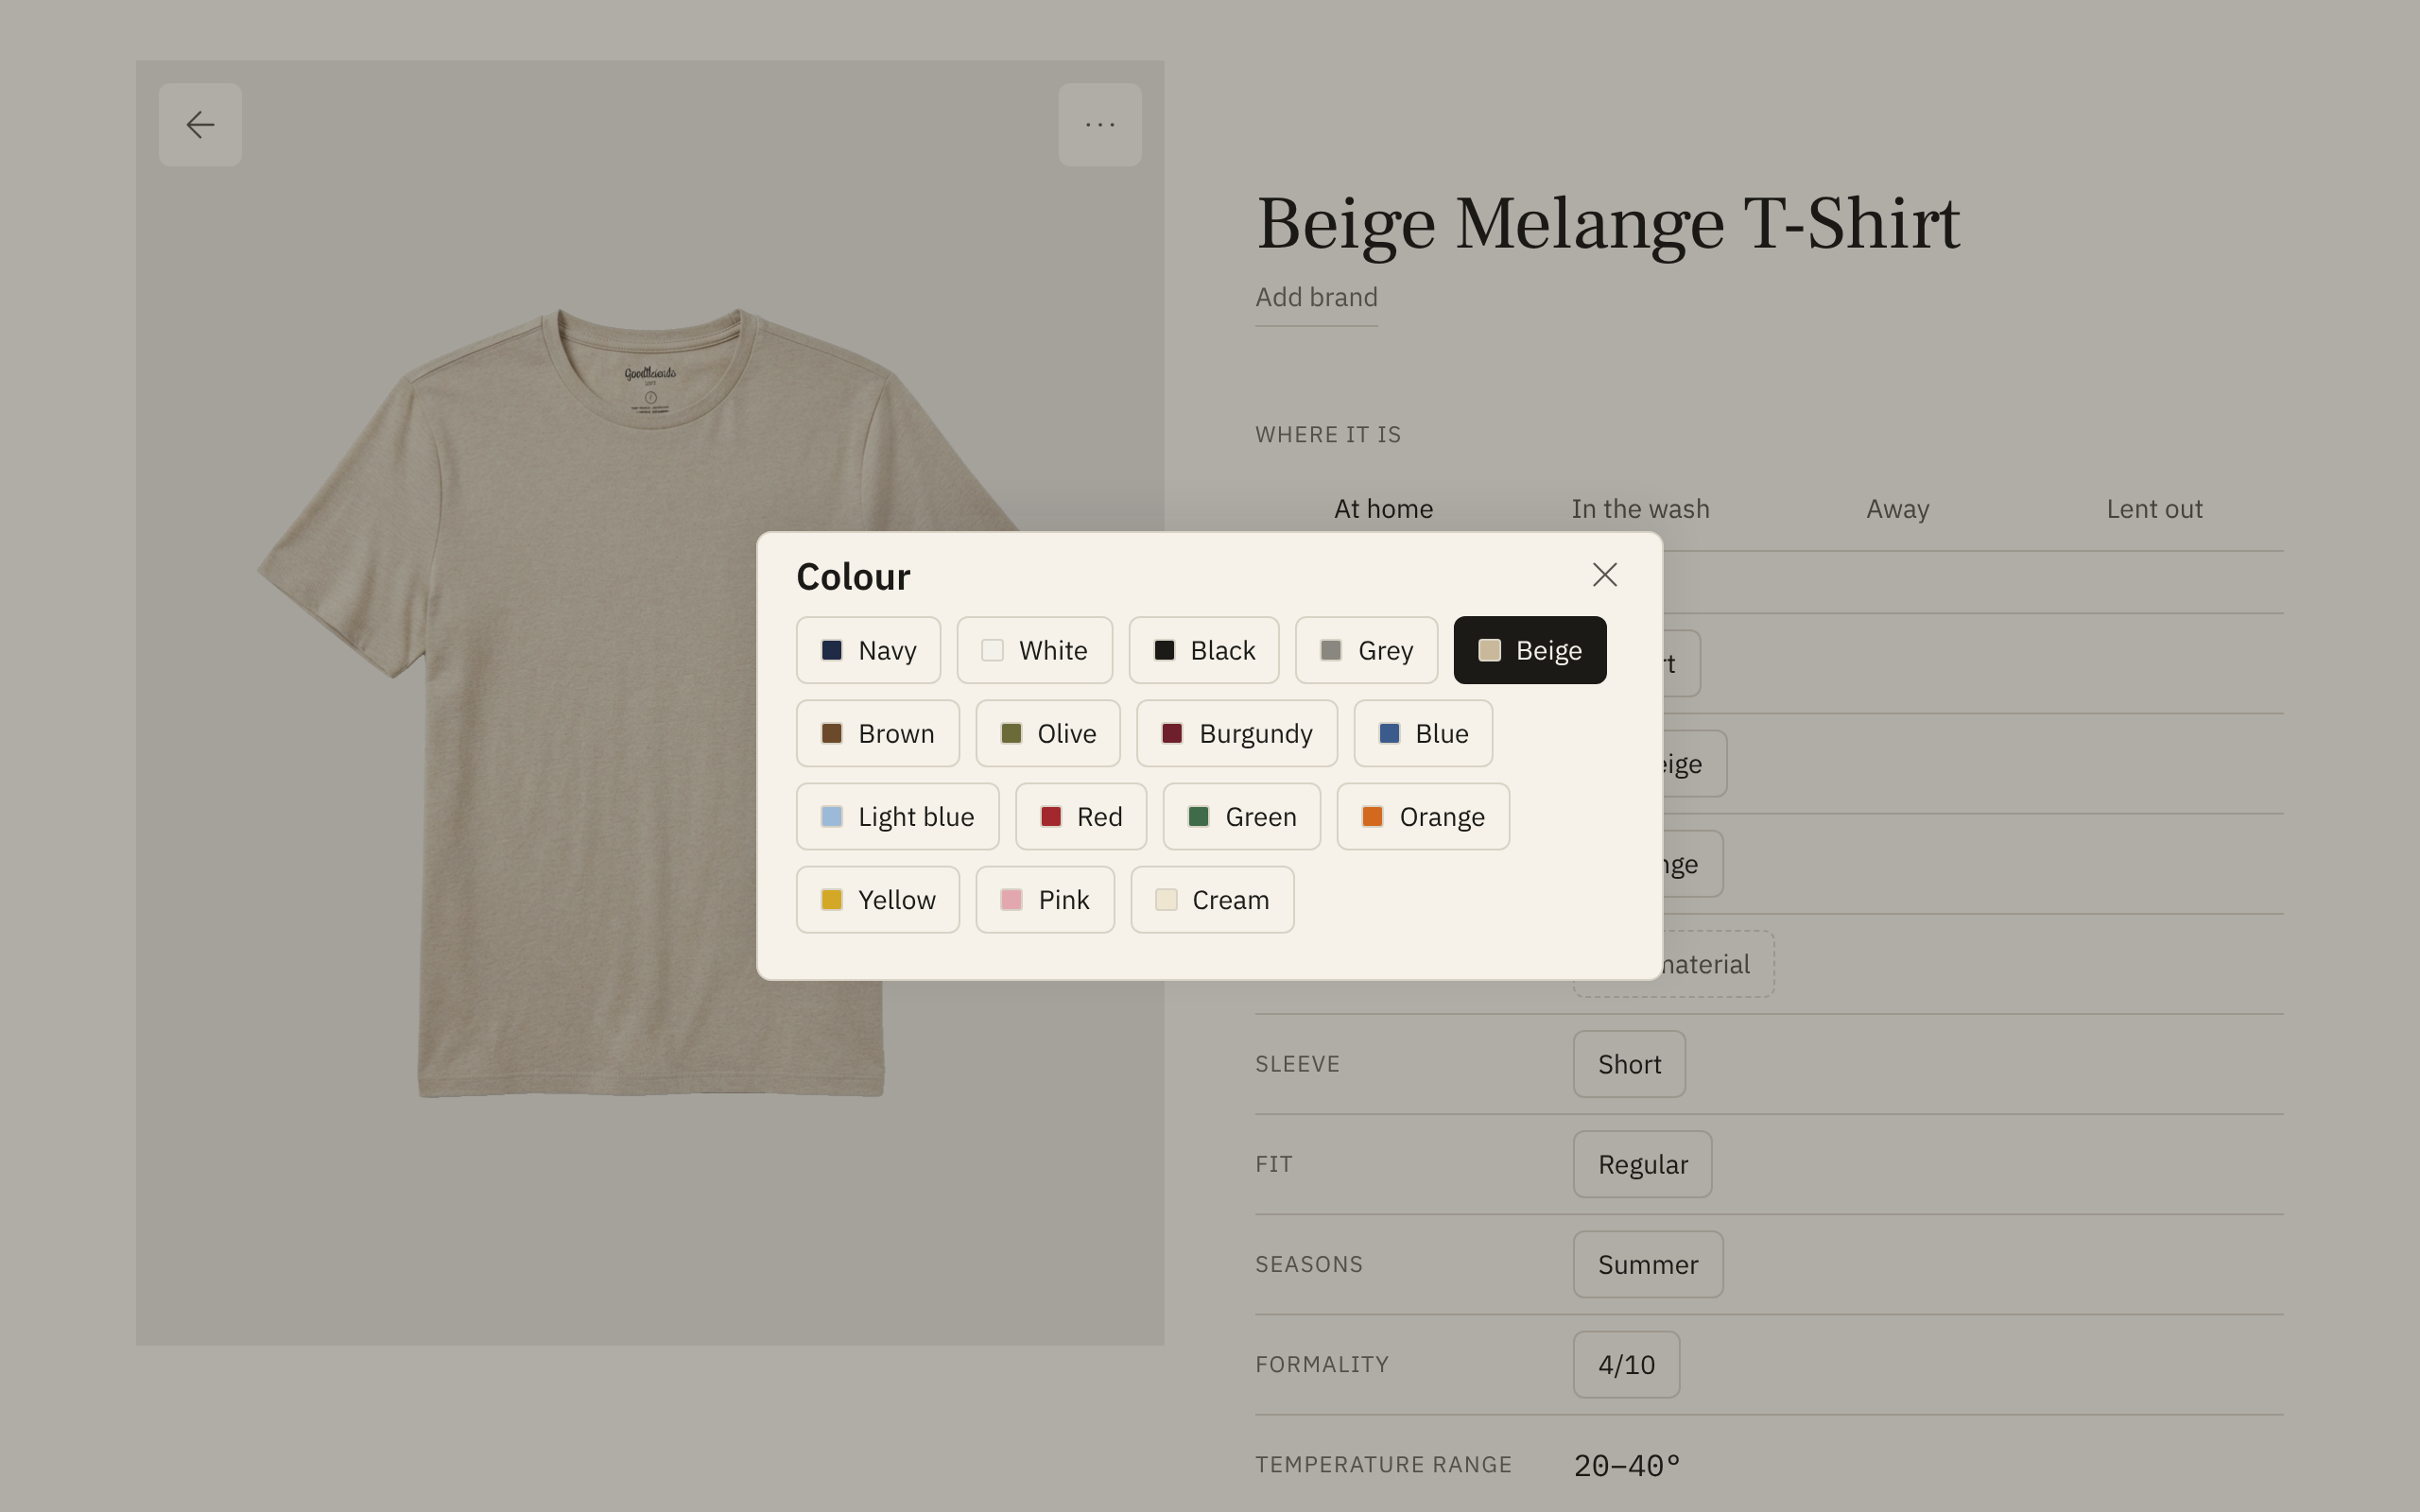 ...
Beige Melange T-Shirt
Add brand
WHERE IT IS
At home In the wash Away Lent out
Colour
Navy White Black Grey Beige
Brown Olive Burgundy Blue
Light blue Red Green Orange
Yellow Pink Cream
SLEEVE Short
FIT Regular
SEASONS Summer
FORMALITY 4/10
TEMPERATURE RANGE 20–40°